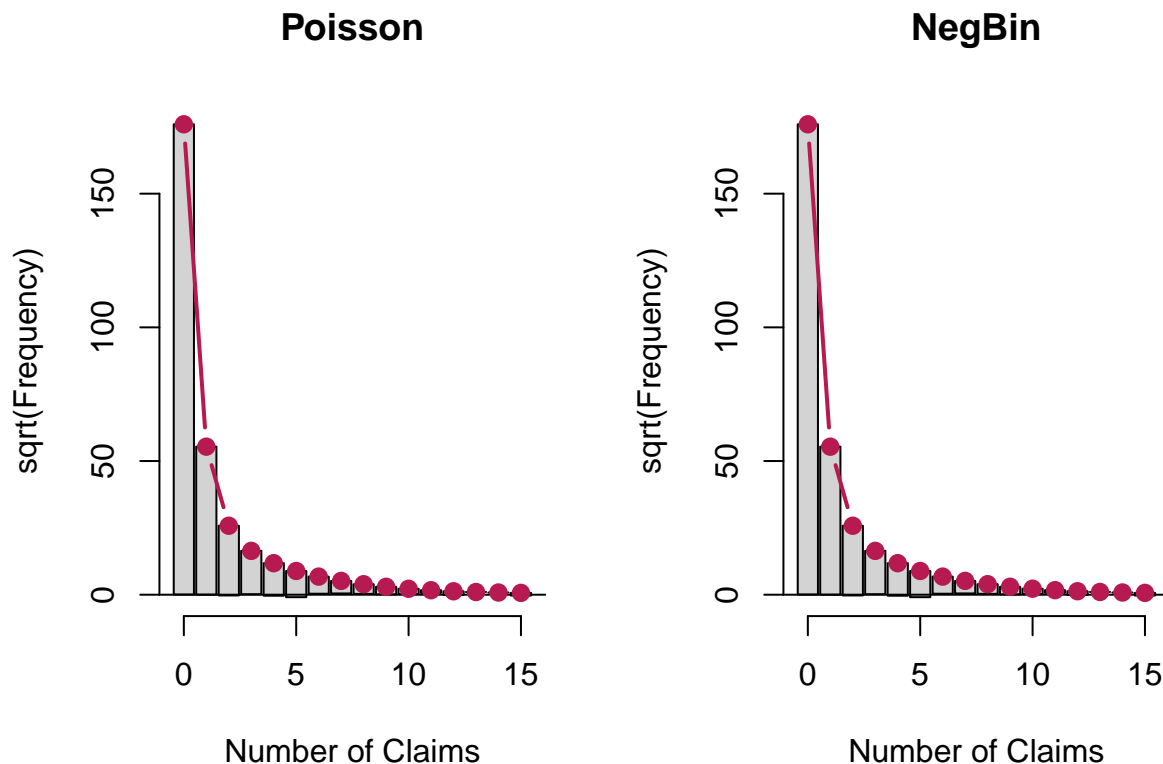 Poisson
sqrt(Frequency)
150
100
50
0
0 5 10 15
Number of Claims
NegBin
sqrt(Frequency)
150
100
50
0
0 5 10 15
Number of Claims